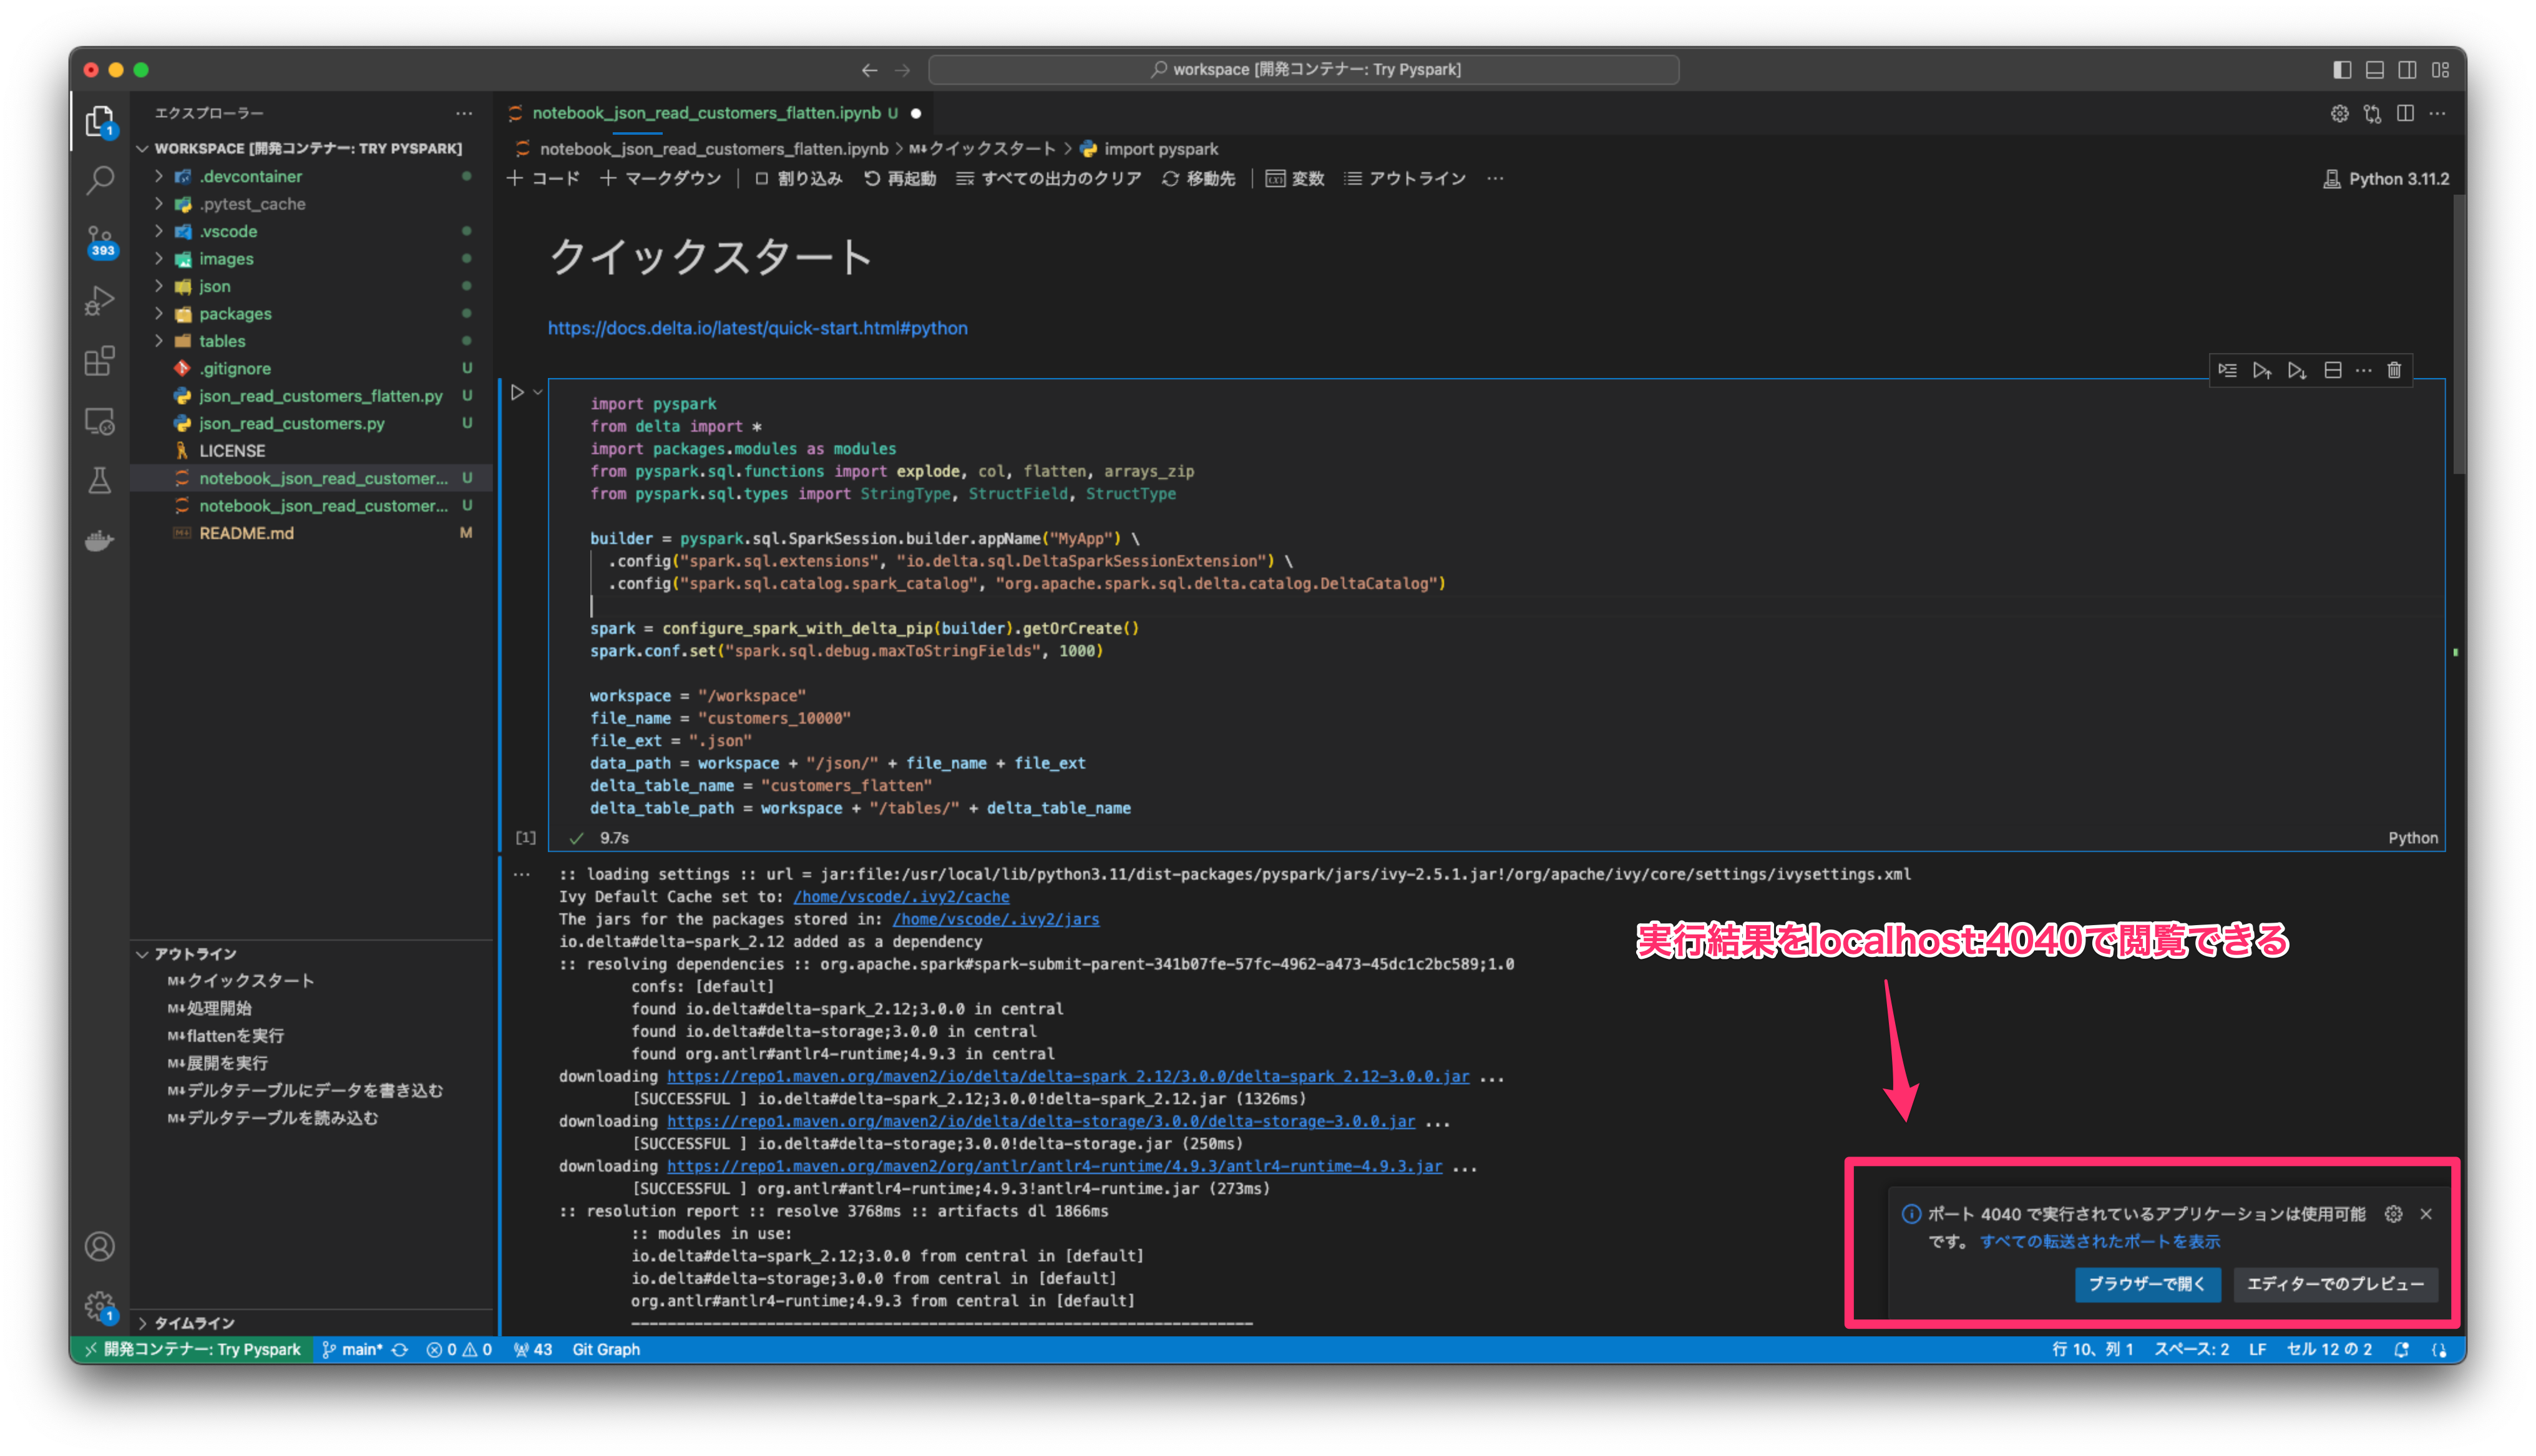 workspace [開発コンテナー: Try Pyspark]
エクスプローラー
WORKSPACE [開発コンテナー: TRY PYSPARK]
.devcontainer
.pytest_cache
.vscode
images
json
packages
tables
.gitignore U
json_read_customers_flatten.py U
json_read_customers.py U
LICENSE
notebook_json_read_customer... U
notebook_json_read_customer... U
README.md M
1
393
アウトライン
クイックスタート
処理開始
flattenを実行
展開を実行
デルタテーブルにデータを書き込む
デルタテーブルを読み込む
タイムライン
1
notebook_json_read_customers_flatten.ipynb U
notebook_json_read_customers_flatten.ipynb > M↓クイックスタート > import pyspark
コード マークダウン 割り込み 再起動 すべての出力のクリア 移動先 変数 アウトライン ...
Python 3.11.2
クイックスタート
https://docs.delta.io/latest/quick-start.html#python
import pyspark
from delta import *
import packages.modules as modules
from pyspark.sql.functions import explode, col, flatten, arrays_zip
from pyspark.sql.types import StringType, StructField, StructType
builder = pyspark.sql.SparkSession.builder.appName("MyApp") \
.config("spark.sql.extensions", "io.delta.sql.DeltaSparkSessionExtension") \
.config("spark.sql.catalog.spark_catalog", "org.apache.spark.sql.delta.catalog.DeltaCatalog")
spark = configure_spark_with_delta_pip(builder).getOrCreate()
spark.conf.set("spark.sql.debug.maxToStringFields", 1000)
workspace = "/workspace"
file_name = "customers_10000"
file_ext = ".json"
data_path = workspace + "/json/" + file_name + file_ext
delta_table_name = "customers_flatten"
delta_table_path = workspace + "/tables/" + delta_table_name
[1] 9.7s
Python
:: loading settings :: url = jar:file:/usr/local/lib/python3.11/dist-packages/pyspark/jars/ivy-2.5.1.jar!/org/apache/ivy/core/settings/ivysettings.xml
Ivy Default Cache set to: /home/vscode/.ivy2/cache
The jars for the packages stored in: /home/vscode/.ivy2/jars
io.delta#delta-spark_2.12 added as a dependency
:: resolving dependencies :: org.apache.spark#spark-submit-parent-341b07fe-57fc-4962-a473-45dc1c2bc589;1.0
confs: [default]
found io.delta#delta-spark_2.12;3.0.0 in central
found io.delta#delta-storage;3.0.0 in central
found org.antlr#antlr4-runtime;4.9.3 in central
downloading https://repo1.maven.org/maven2/io/delta/delta-spark_2.12/3.0.0/delta-spark_2.12-3.0.0.jar ...
[SUCCESSFUL ] io.delta#delta-spark_2.12;3.0.0!delta-spark_2.12.jar (1326ms)
downloading https://repo1.maven.org/maven2/io/delta/delta-storage/3.0.0/delta-storage-3.0.0.jar ...
[SUCCESSFUL ] io.delta#delta-storage;3.0.0!delta-storage.jar (250ms)
downloading https://repo1.maven.org/maven2/org/antlr/antlr4-runtime/4.9.3/antlr4-runtime-4.9.3.jar ...
[SUCCESSFUL ] org.antlr#antlr4-runtime;4.9.3!antlr4-runtime.jar (273ms)
:: resolution report :: resolve 3768ms :: artifacts dl 1866ms
:: modules in use:
io.delta#delta-spark_2.12;3.0.0 from central in [default]
io.delta#delta-storage;3.0.0 from central in [default]
org.antlr#antlr4-runtime;4.9.3 from central in [default]
---------------------------------------------------------------------
実行結果をlocalhost:4040で閲覧できる
ポート 4040 で実行されているアプリケーションは使用可能
です。 すべての転送されたポートを表示
ブラウザーで開く エディターでのプレビュー
開発コンテナー: Try Pyspark main* 0 0 43 Git Graph
行 10、列 1 スペース: 2 LF セル 12 の 2